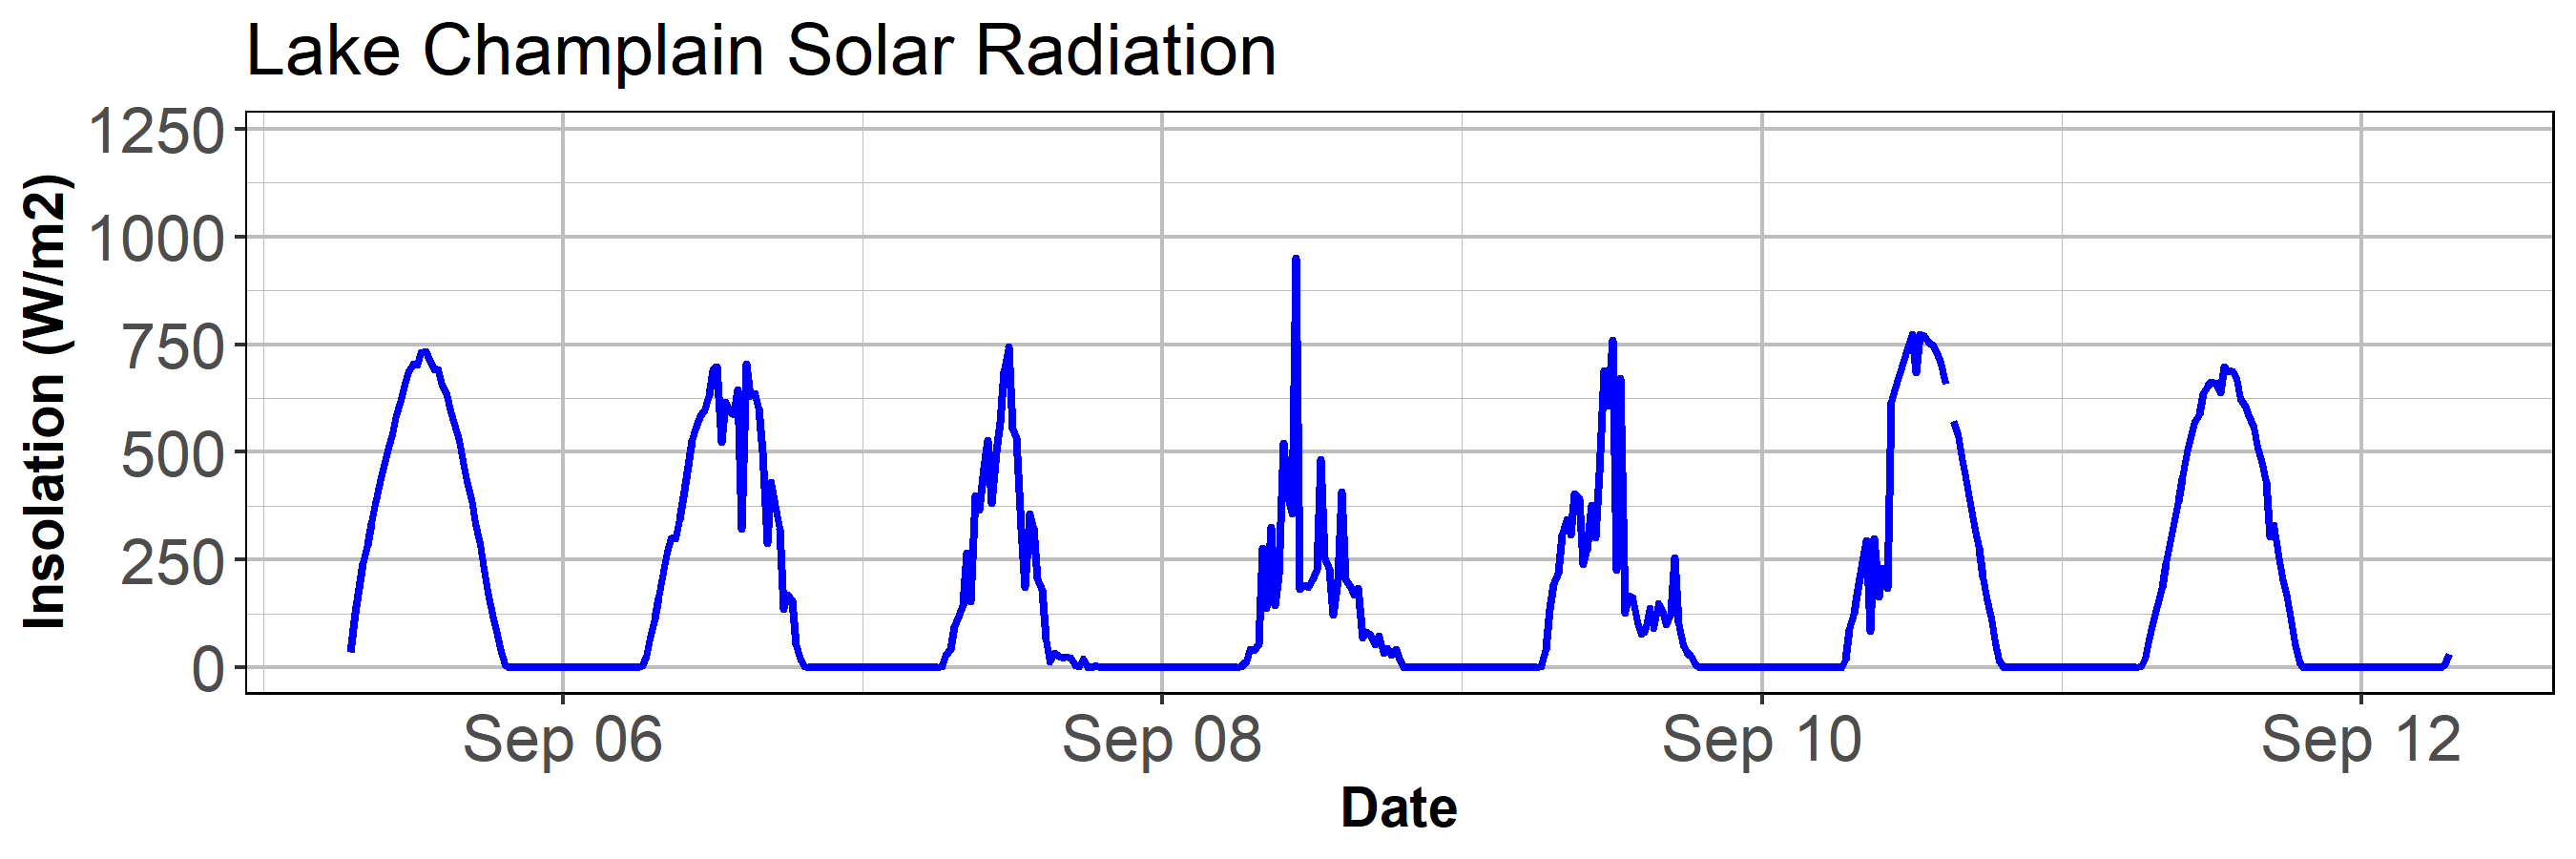 Lake Champlain Solar Radiation
Insolation (W/m2)
1250
1000
750
500
250
0
Sep 06 Sep 08 Sep 10 Sep 12
Date